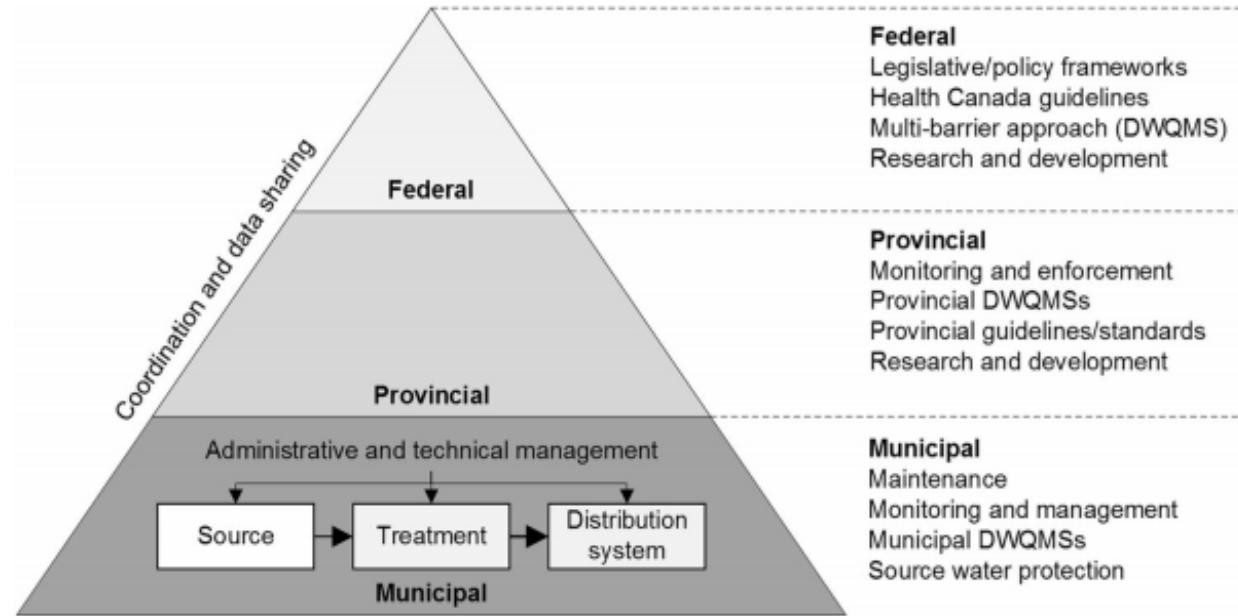 Federal
Legislative/policy frameworks
Health Canada guidelines
Multi-barrier approach (DWQMS)
Research and development
Coordination and data sharing
Federal
Provincial
Monitoring and enforcement
Provincial DWQMSs
Provincial guidelines/standards
Research and development
Provincial
Administrative and technical management
Source
Treatment
Distribution
system
Municipal
Municipal
Maintenance
Monitoring and management
Municipal DWQMSs
Source water protection